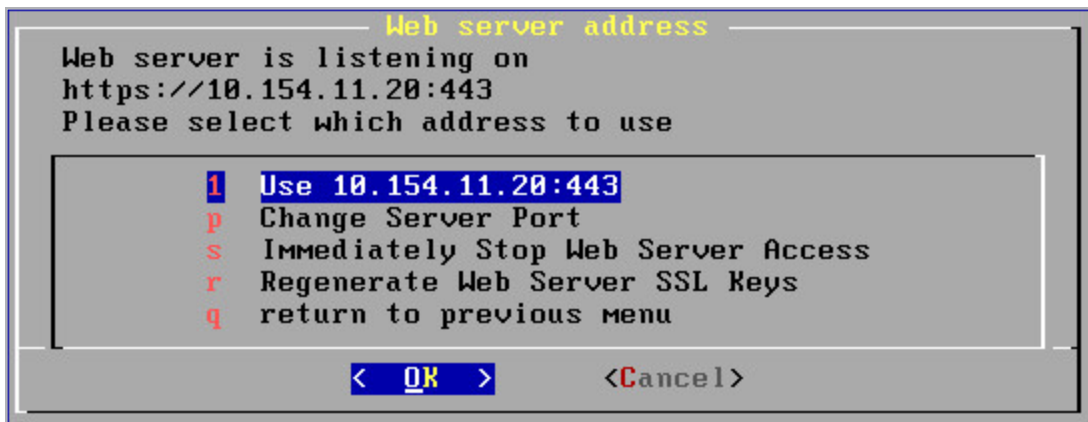 Web server address
Web server is listening on
https://10.154.11.20:443
Please select which address to use
1 Use 10.154.11.20:443
p Change Server Port
s Immediately Stop Web Server Access
r Regenerate Web Server SSL Keys
q return to previous menu
< OK > <Cancel>